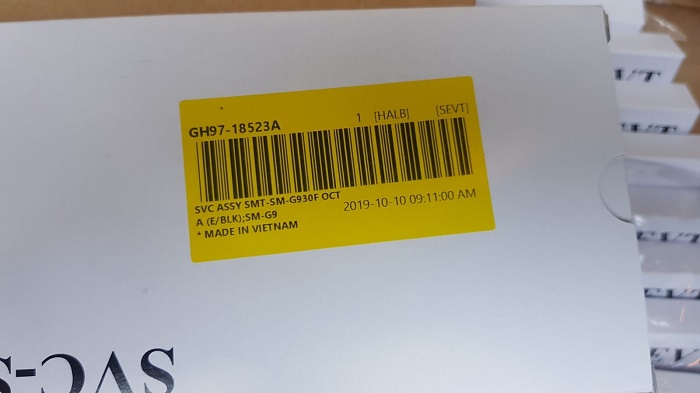 GH97-18523A 1 [HALB] [SEVT]
SVC ASSY SMT-SM-G930F OCT
A (E/BLK);SM-G9 2019-10-10 09:11:00 AM
* MADE IN VIETNAM
SVC-S